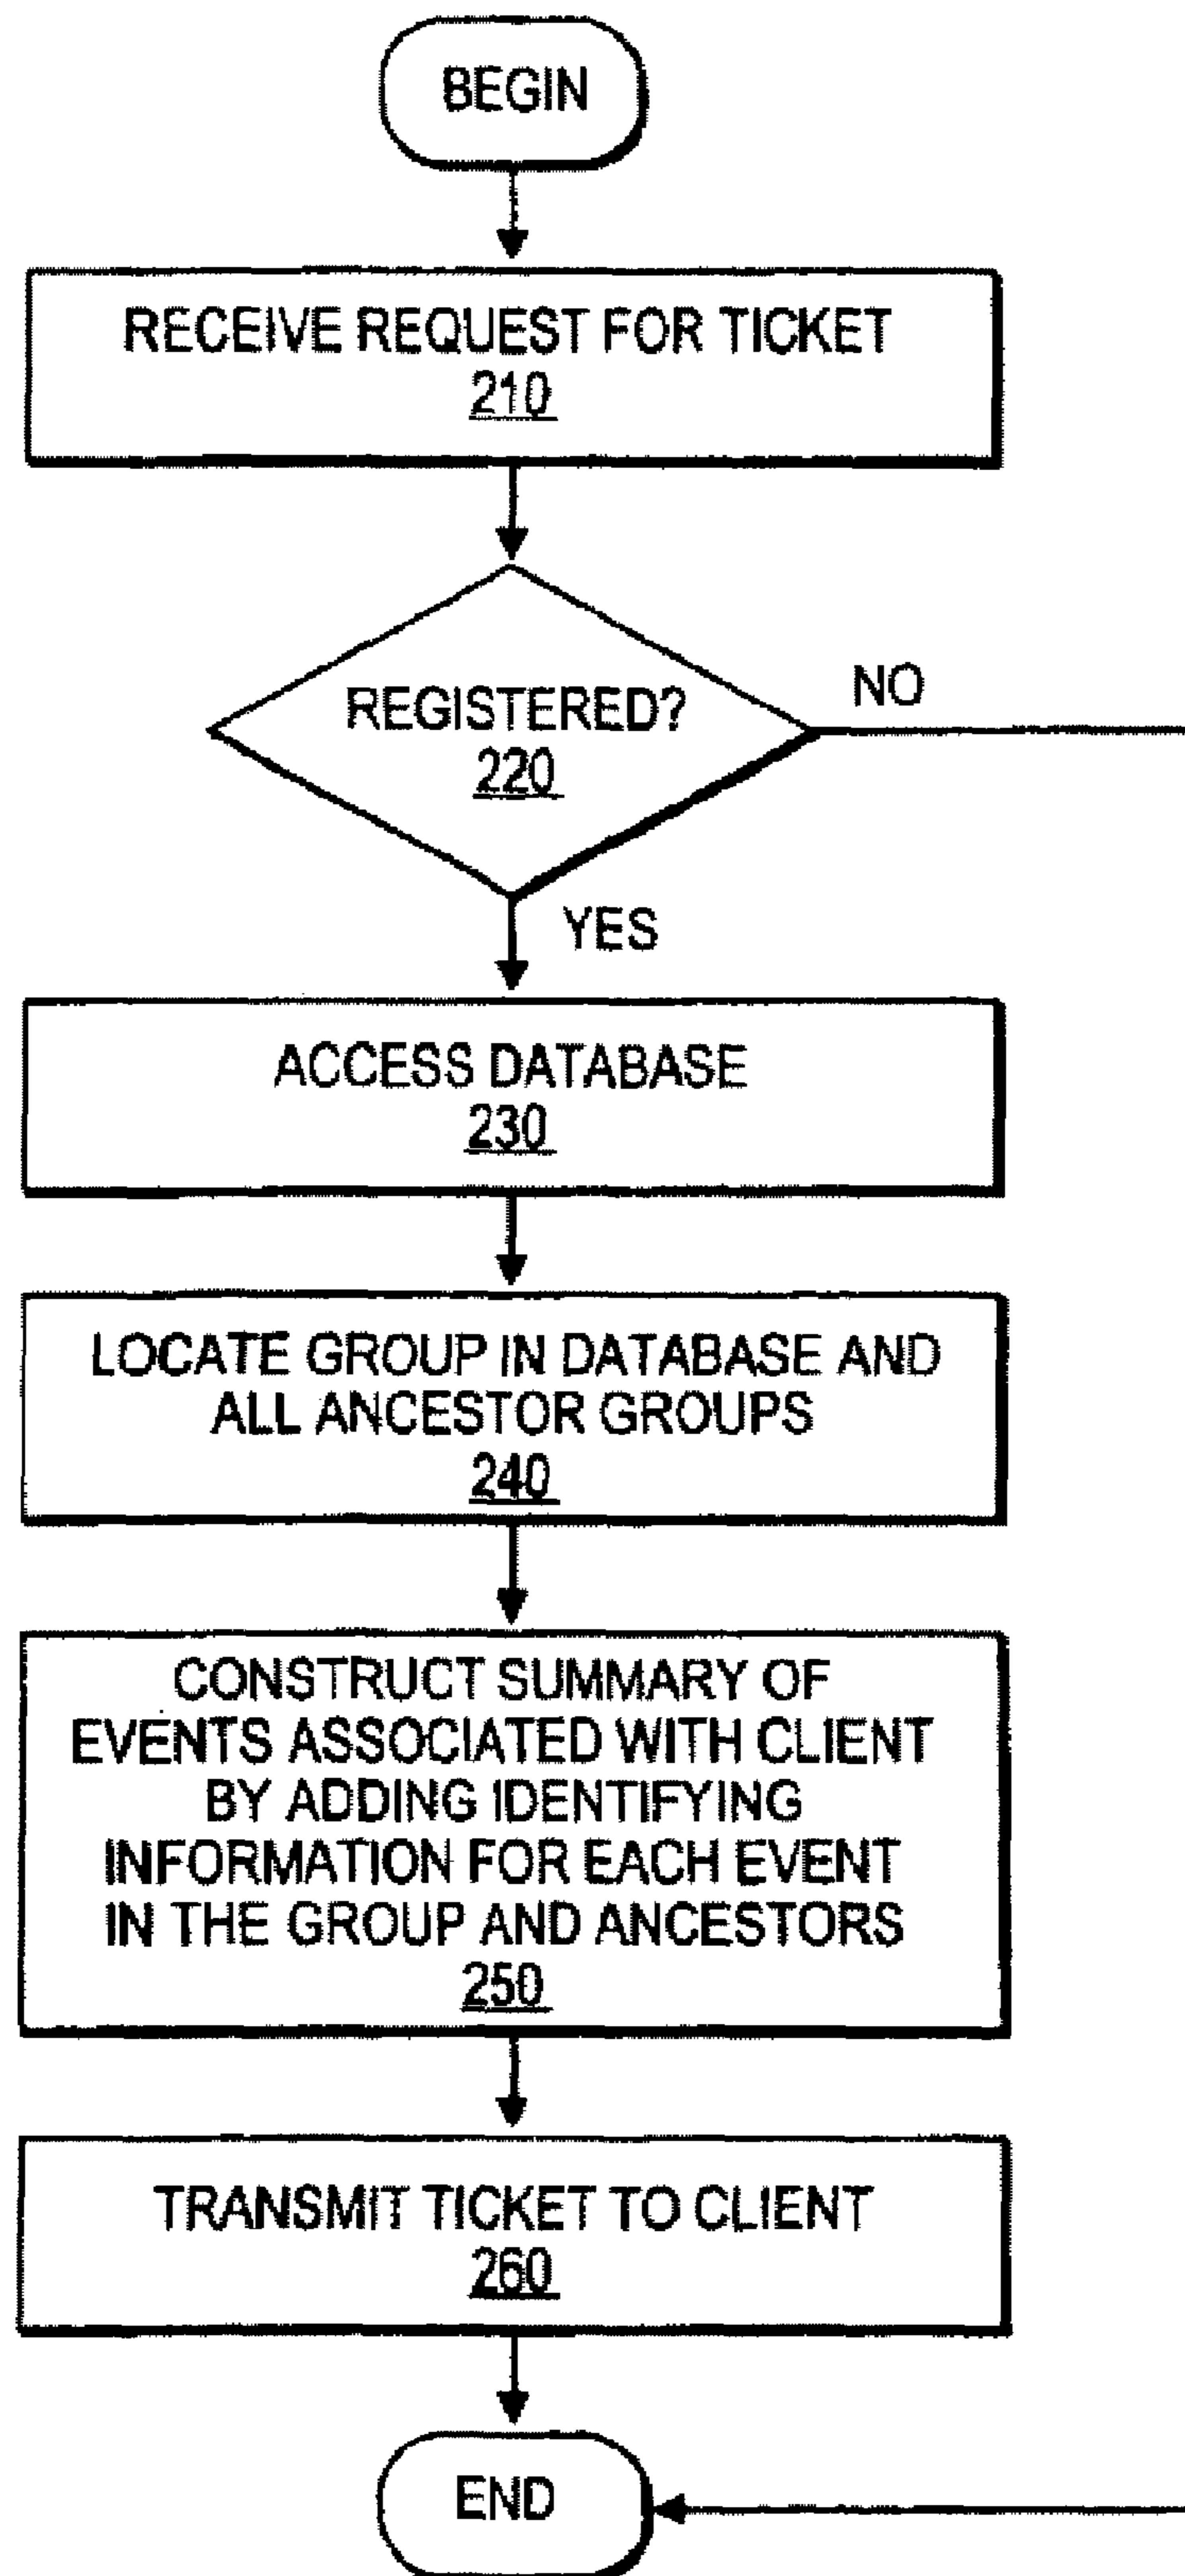 BEGIN
RECEIVE REQUEST FOR TICKET
210
REGISTERED?
220
NO
YES
ACCESS DATABASE
230
LOCATE GROUP IN DATABASE AND
ALL ANCESTOR GROUPS
240
CONSTRUCT SUMMARY OF
EVENTS ASSOCIATED WITH CLIENT
BY ADDING IDENTIFYING
INFORMATION FOR EACH EVENT
IN THE GROUP AND ANCESTORS
250
TRANSMIT TICKET TO CLIENT
260
END